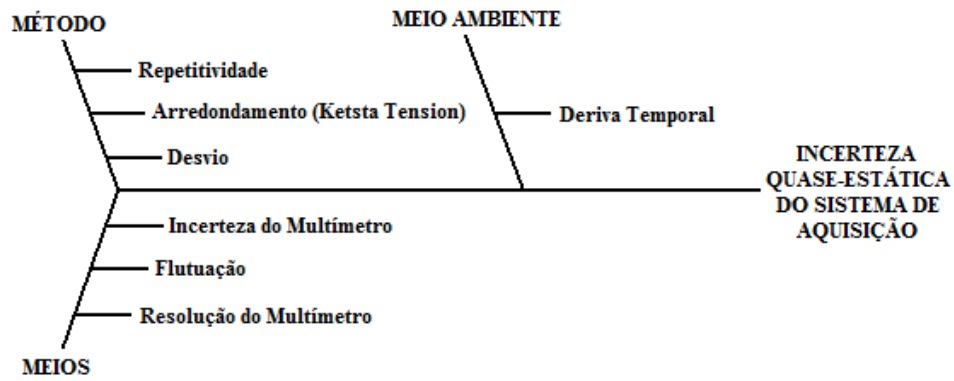 MÉTODO
MEIO AMBIENTE
Repetitividade
Arredondamento (Ketsta Tension)
Deriva Temporal
Desvio
INCERTEZA
QUASE-ESTÁTICA
DO SISTEMA DE
AQUISIÇÃO
Incerteza do Multímetro
Flutuação
Resolução do Multímetro
MEIOS